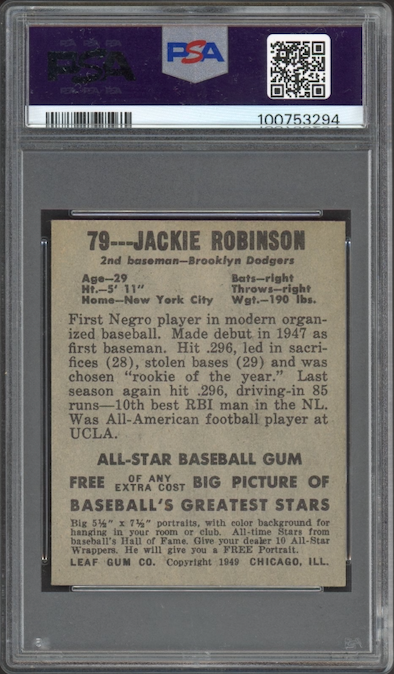 PSA
PSA
100753294
79---JACKIE ROBINSON
2nd baseman—Brooklyn Dodgers
Age—29 Bats—right
Ht.—5' 11" Throws—right
Home—New York City Wgt.—190 lbs.
First Negro player in modern organ-
ized baseball. Made debut in 1947 as
first baseman. Hit .296, led in sacri-
fices (28), stolen bases (29) and was
chosen "rookie of the year." Last
season again hit .296, driving-in 85
runs—10th best RBI man in the NL.
Was All-American football player at
UCLA.
ALL-STAR BASEBALL GUM
FREE OF ANY EXTRA COST BIG PICTURE OF
BASEBALL'S GREATEST STARS
Big 5½" x 7½" portraits, with color background for
hanging in your room or club. All-time Stars from
baseball's Hall of Fame. Give your dealer 10 All-Star
Wrappers. He will give you a FREE Portrait.
LEAF GUM CO. Copyright 1949 CHICAGO, ILL.